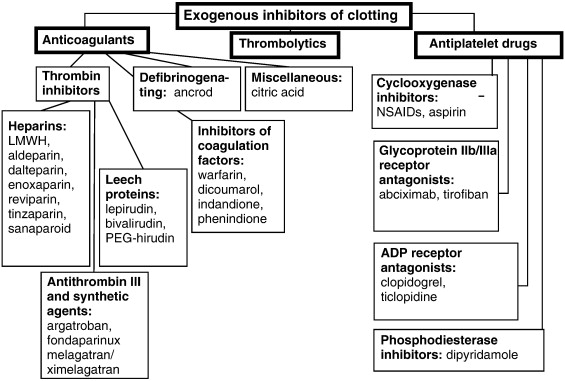 Exogenous inhibitors of clotting
Anticoagulants
Thrombolytics
Antiplatelet drugs
Thrombin
inhibitors
Defibrinogena-
ting: ancrod
Miscellaneous:
citric acid
Cyclooxygenase
inhibitors: –
NSAIDs, aspirin
Heparins:
LMWH,
aldeparin,
dalteparin,
enoxaparin,
reviparin,
tinzaparin,
sanaparoid
Leech
proteins:
lepirudin,
bivalirudin,
PEG-hirudin
Inhibitors of
coagulation
factors:
warfarin,
dicoumarol,
indandione,
phenindione
Glycoprotein IIb/IIIa
receptor
antagonists:
abciximab, tirofiban
ADP receptor
antagonists:
clopidogrel,
ticlopidine
Antithrombin III
and synthetic
agents:
argatroban,
fondaparinux
melagatran/
ximelagatran
Phosphodiesterase
inhibitors: dipyridamole